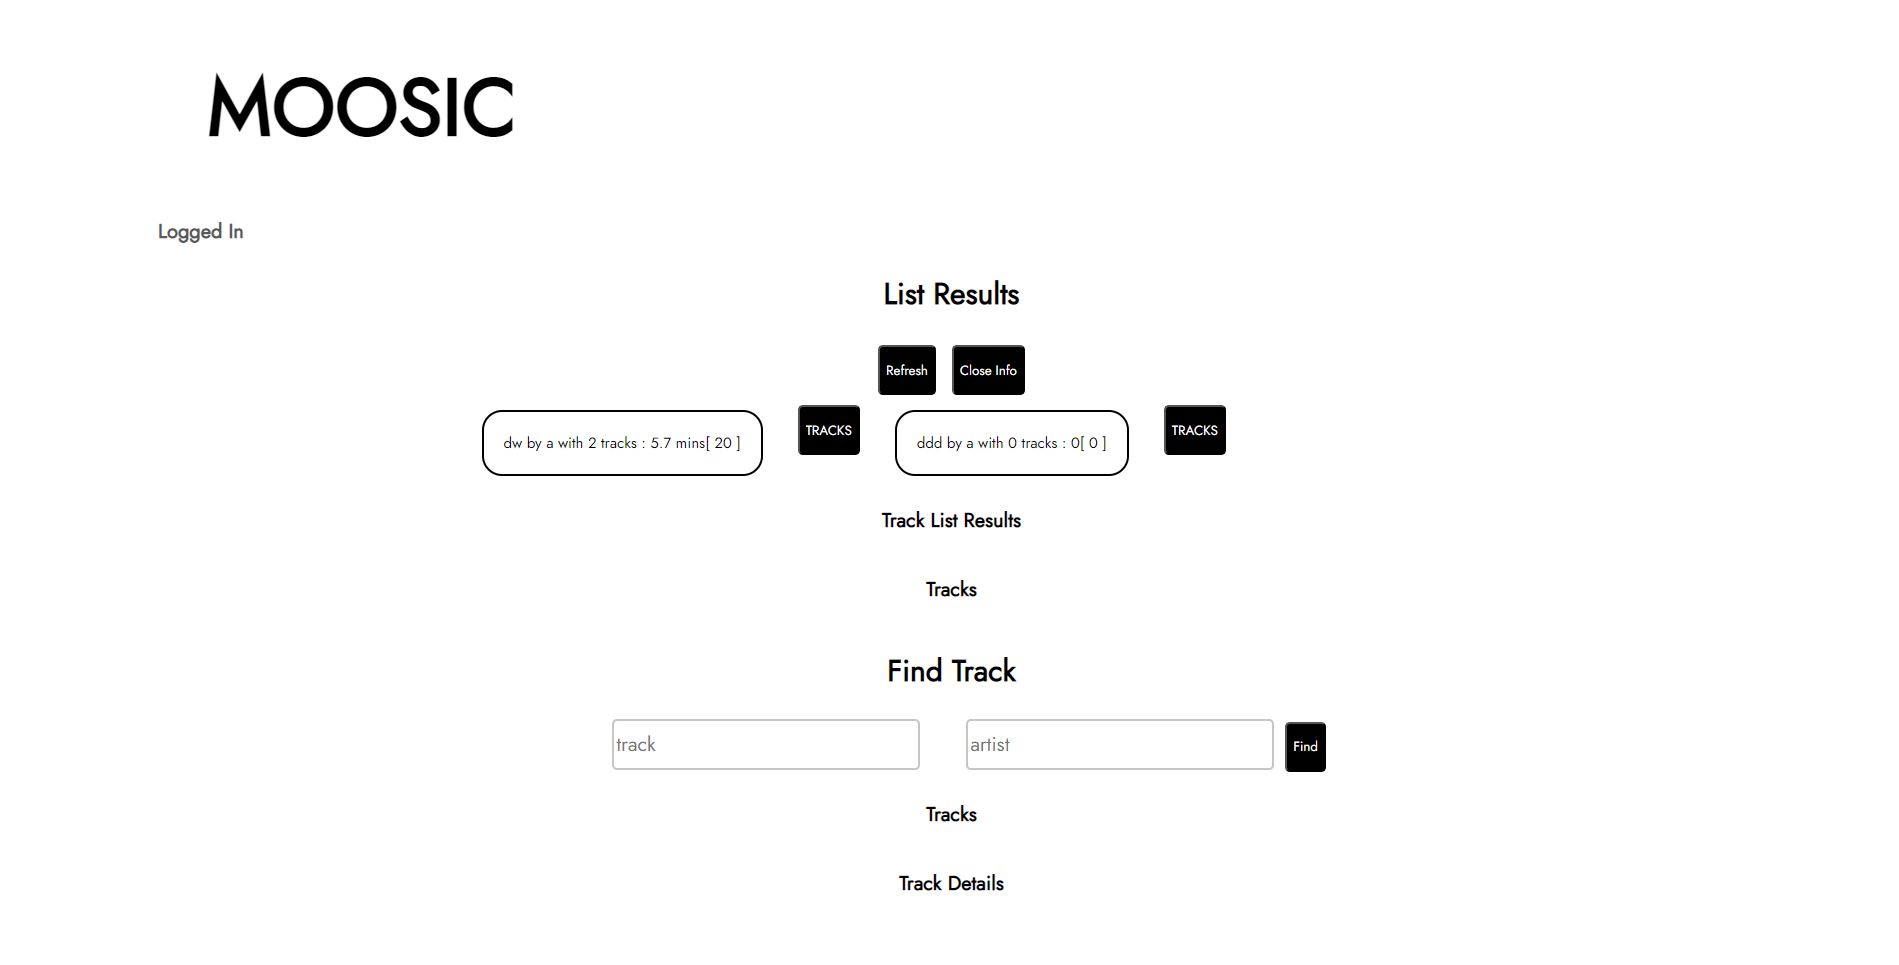 MOOSIC
Logged In
List Results
Refresh Close Info
dw by a with 2 tracks : 5.7 mins[ 20 ] TRACKS ddd by a with 0 tracks : 0[ 0 ] TRACKS
Track List Results
Tracks
Find Track
track artist Find
Tracks
Track Details